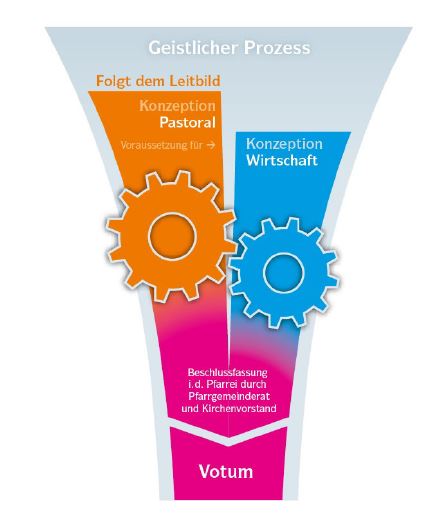 Geistlicher Prozess
Folgt dem Leitbild
Konzeption
Pastoral
Voraussetzung für →
Konzeption
Wirtschaft
Beschlussfassung
i.d. Pfarrei durch
Pfarrgemeinderat
und Kirchenvorstand
Votum